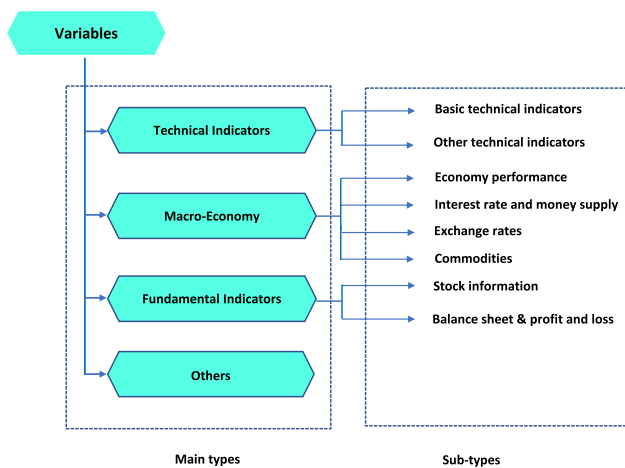 Variables
Technical Indicators
Basic technical indicators
Other technical indicators
Macro-Economy
Economy performance
Interest rate and money supply
Exchange rates
Commodities
Fundamental Indicators
Stock information
Balance sheet & profit and loss
Others
Main types
Sub-types